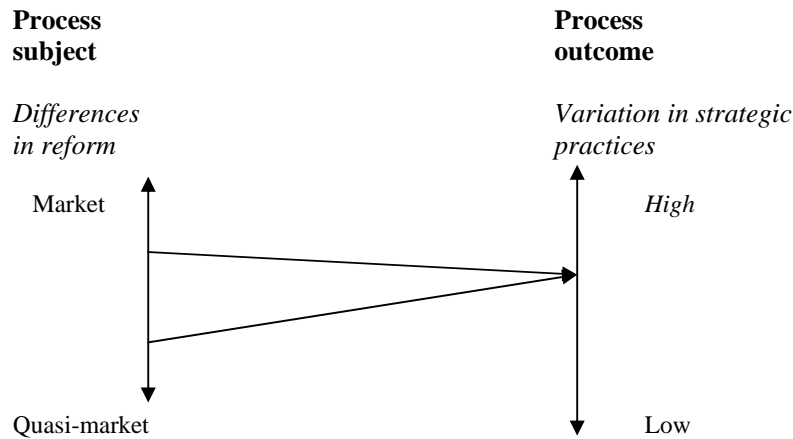 Process
subject
Process
outcome
Differences
in reform
Variation in strategic
practices
Market
High
Quasi-market
Low